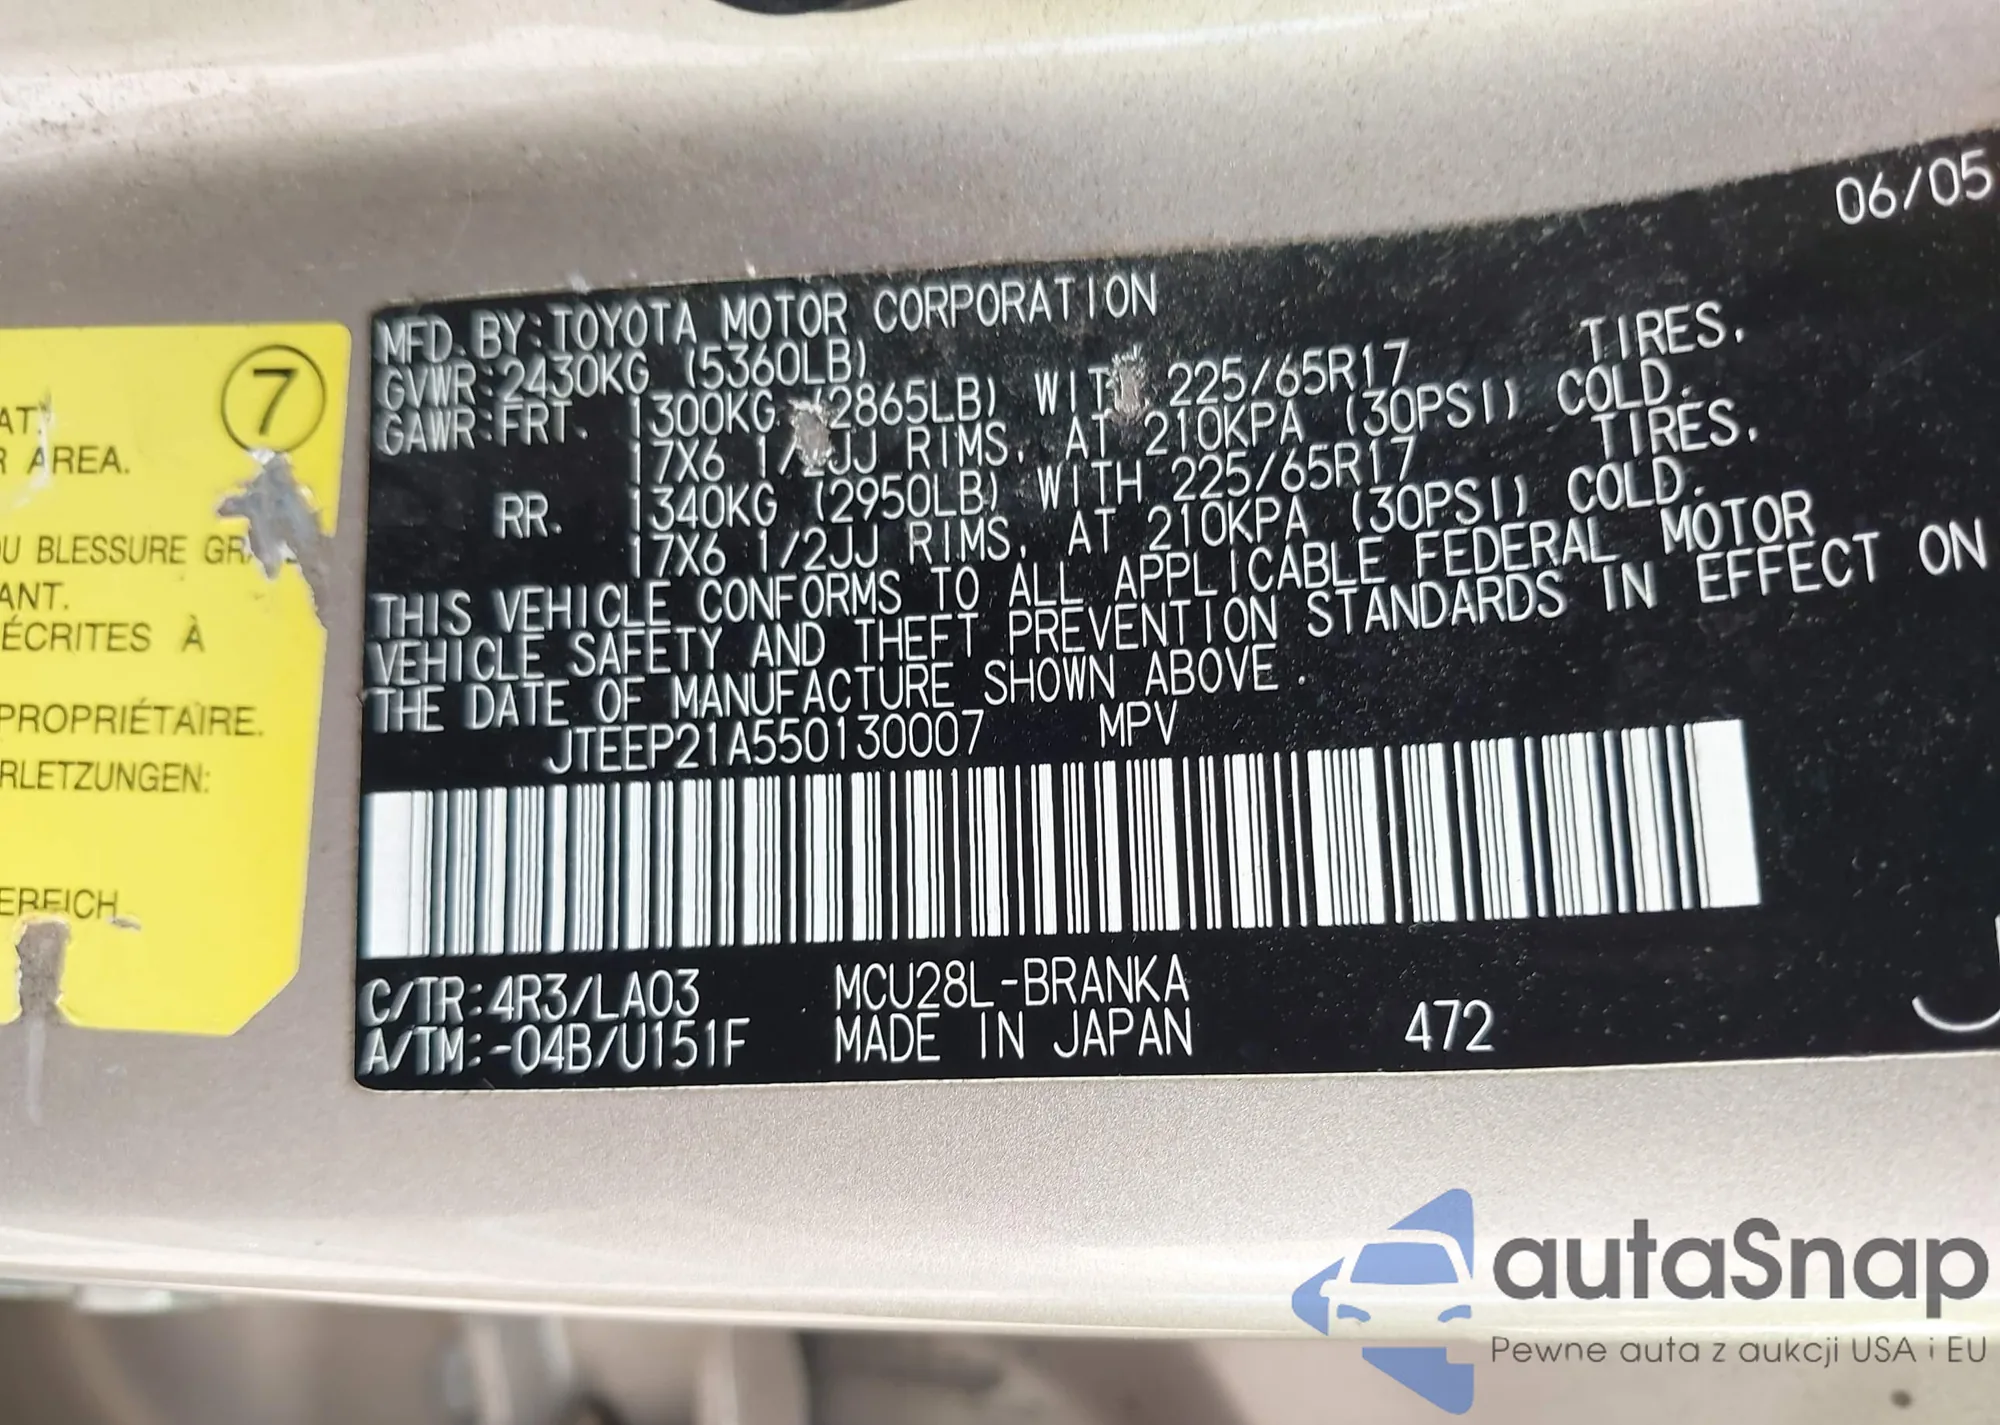 06/05
MFD. BY:TOYOTA MOTOR CORPORATION
GVWR:2430KG (5360LB)
GAWR:FRT. 1300KG (2865LB) WITH 225/65R17 TIRES,
17X6 1/2JJ RIMS, AT 210KPA (30PSI) COLD.
RR. 1340KG (2950LB) WITH 225/65R17 TIRES,
17X6 1/2JJ RIMS, AT 210KPA (30PSI) COLD.
THIS VEHICLE CONFORMS TO ALL APPLICABLE FEDERAL MOTOR
VEHICLE SAFETY AND THEFT PREVENTION STANDARDS IN EFFECT ON
THE DATE OF MANUFACTURE SHOWN ABOVE.
JTEEP21A550130007 MPV
C/TR:4R3/LA03 MCU28L-BRANKA
A/TM:-04B/U151F MADE IN JAPAN 472
7
AT.
R AREA.
OU BLESSURE GRA
ANT.
ÉCRITES À
PROPRIÉTAIRE.
RLETZUNGEN:
EREICH
autaSnap
Pewne auta z aukcji USA i EU